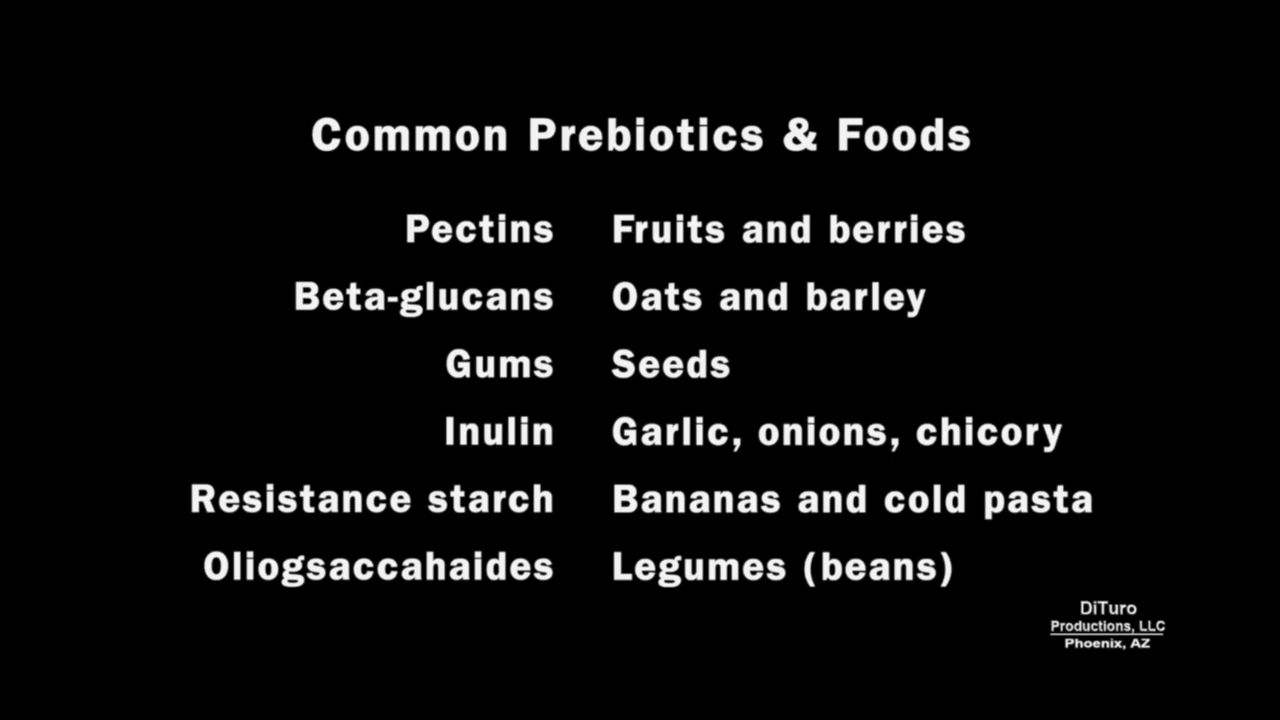 Common Prebiotics & Foods
Pectins Fruits and berries
Beta-glucans Oats and barley
Gums Seeds
Inulin Garlic, onions, chicory
Resistance starch Bananas and cold pasta
Oliogsaccahaides Legumes (beans)
DiTuro
Productions, LLC
Phoenix, AZ